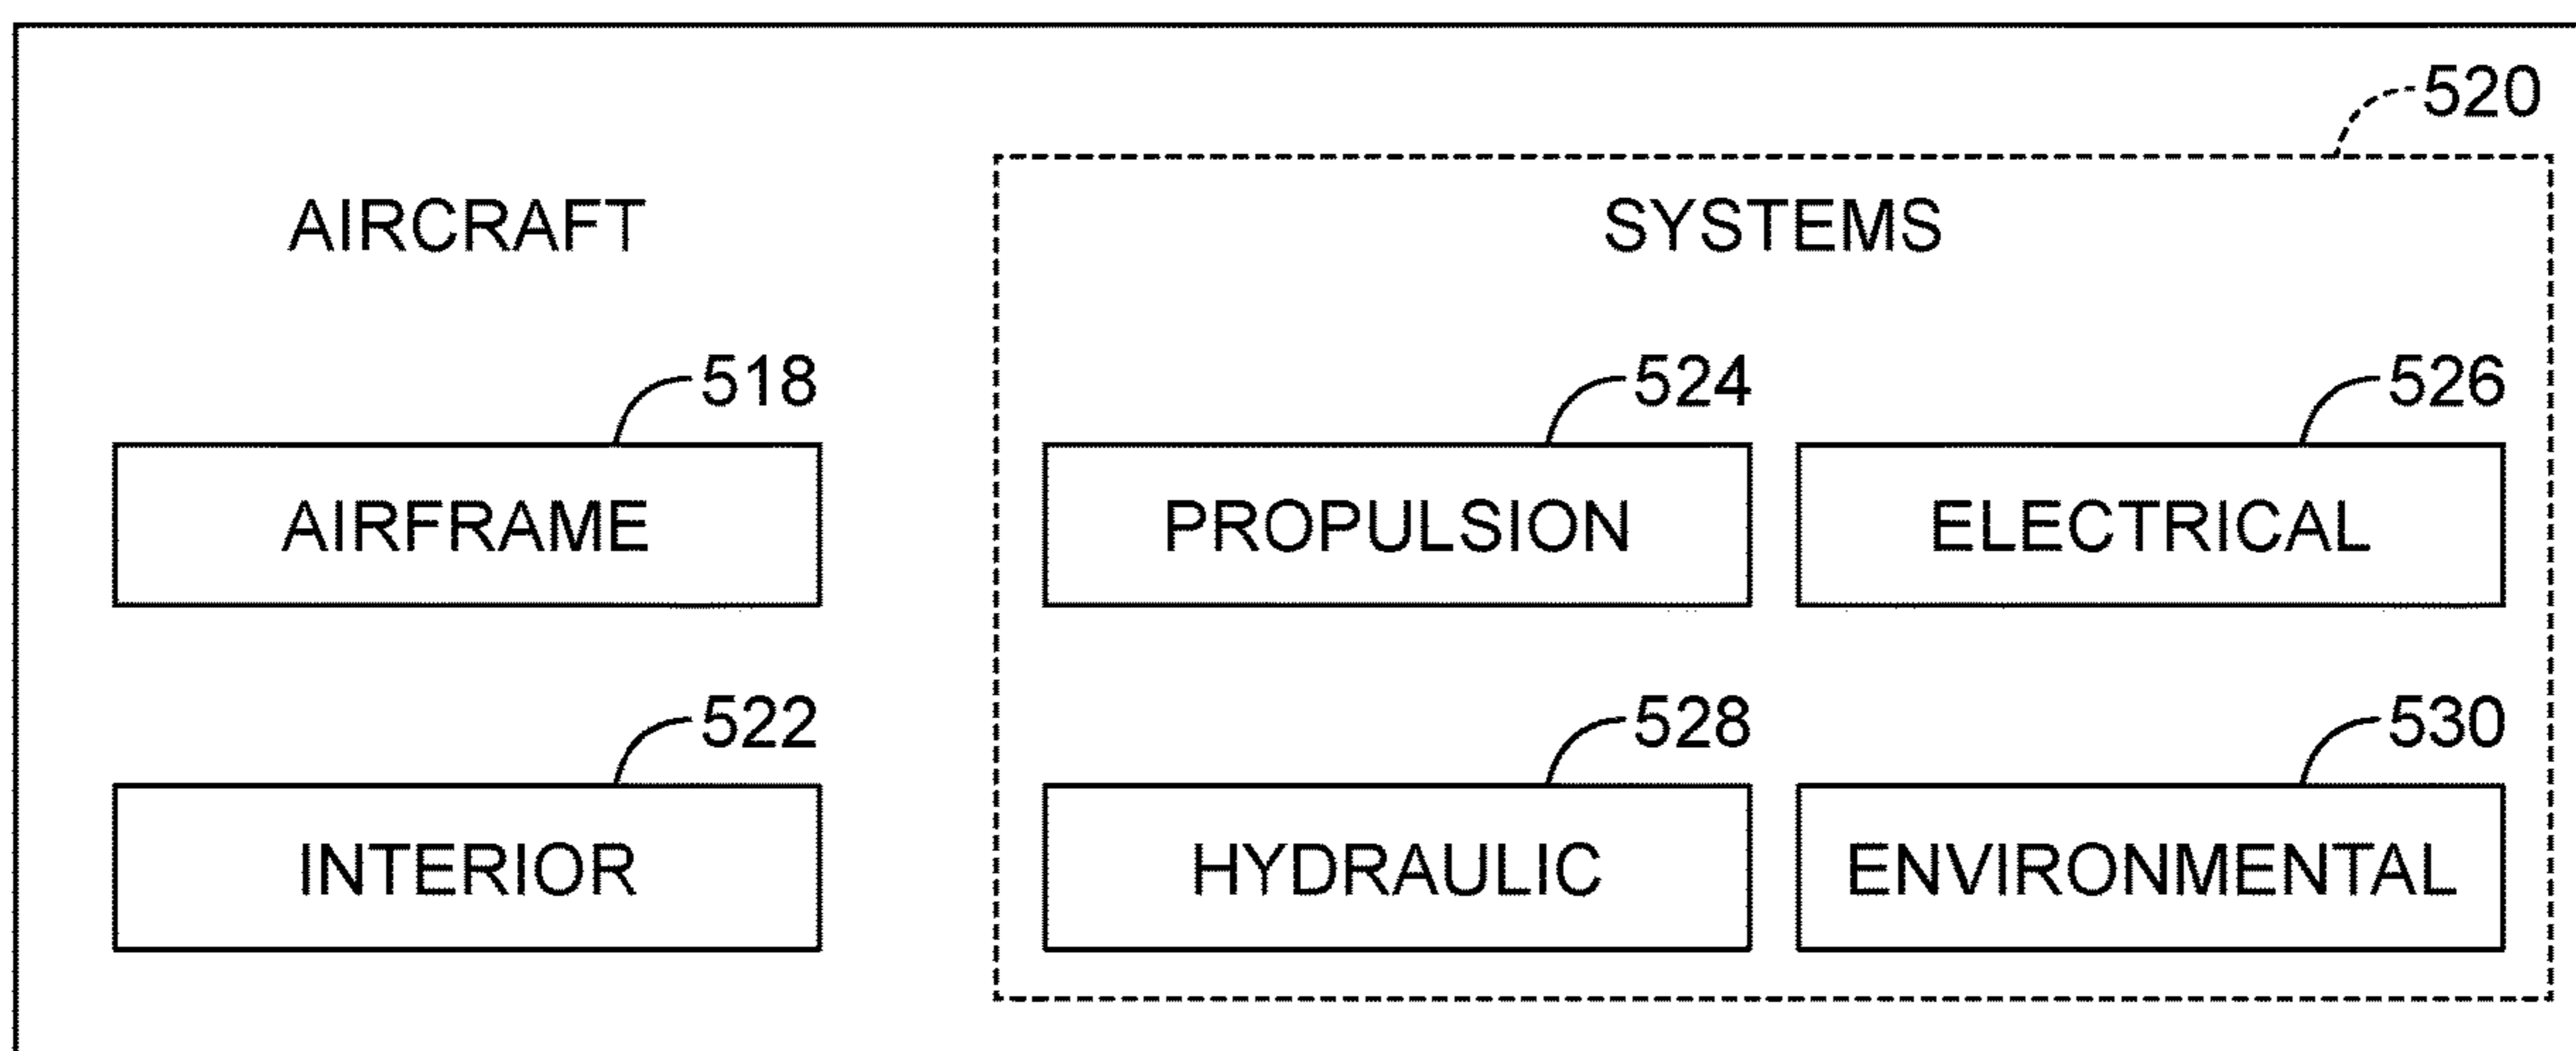 520
AIRCRAFT
SYSTEMS
518
524
526
AIRFRAME
PROPULSION
ELECTRICAL
522
528
530
INTERIOR
HYDRAULIC
ENVIRONMENTAL